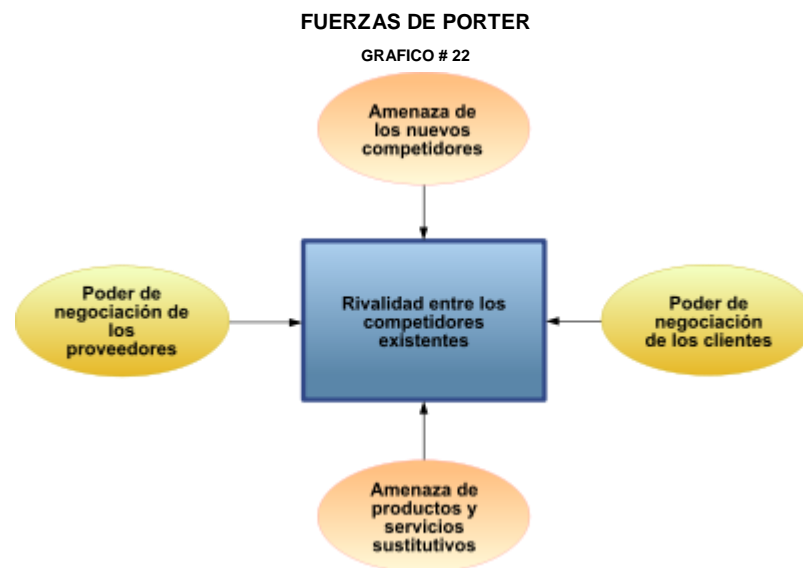 FUERZAS DE PORTER
GRAFICO # 22
Amenaza de
los nuevos
competidores
Poder de
negociación de
los
proveedores
Rivalidad entre los
competidores
existentes
Poder de
negociación
de los clientes
Amenaza de
productos y
servicios
sustitutivos